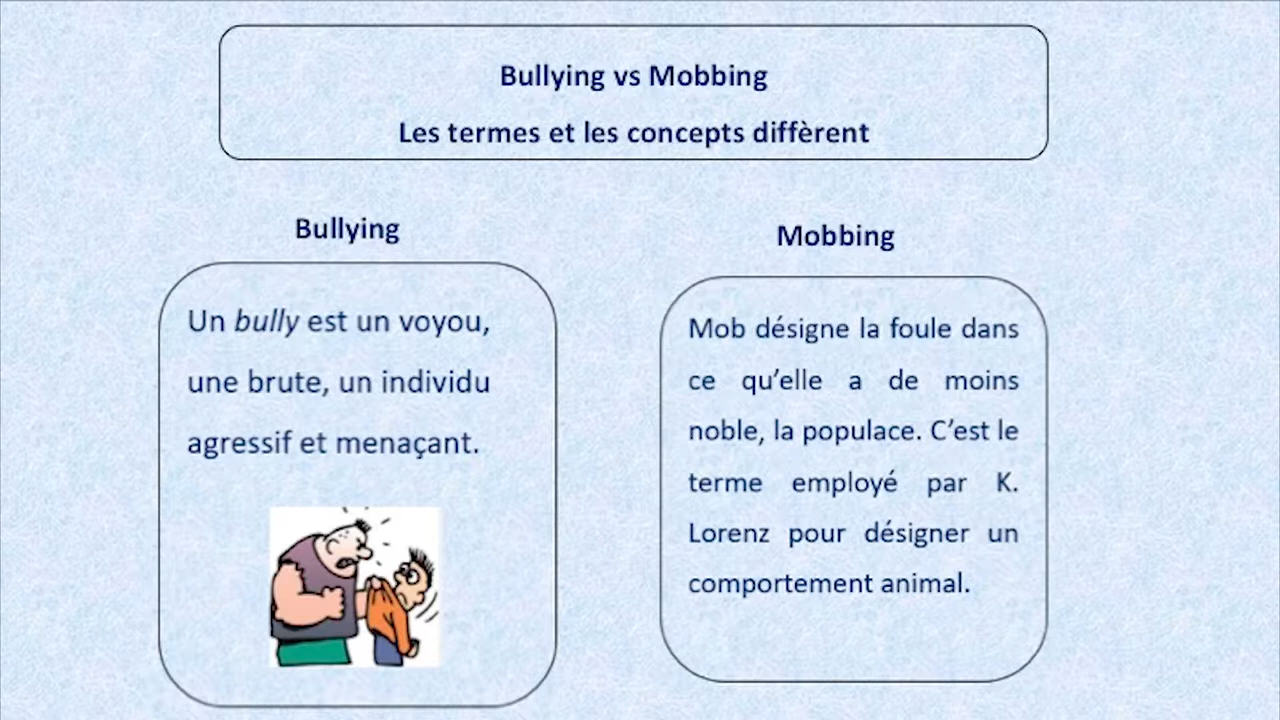 Bullying vs Mobbing
Les termes et les concepts diffèrent
Bullying
Un bully est un voyou,
une brute, un individu
agressif et menaçant.
Mobbing
Mob désigne la foule dans
ce qu’elle a de moins
noble, la populace. C’est le
terme employé par K.
Lorenz pour désigner un
comportement animal.